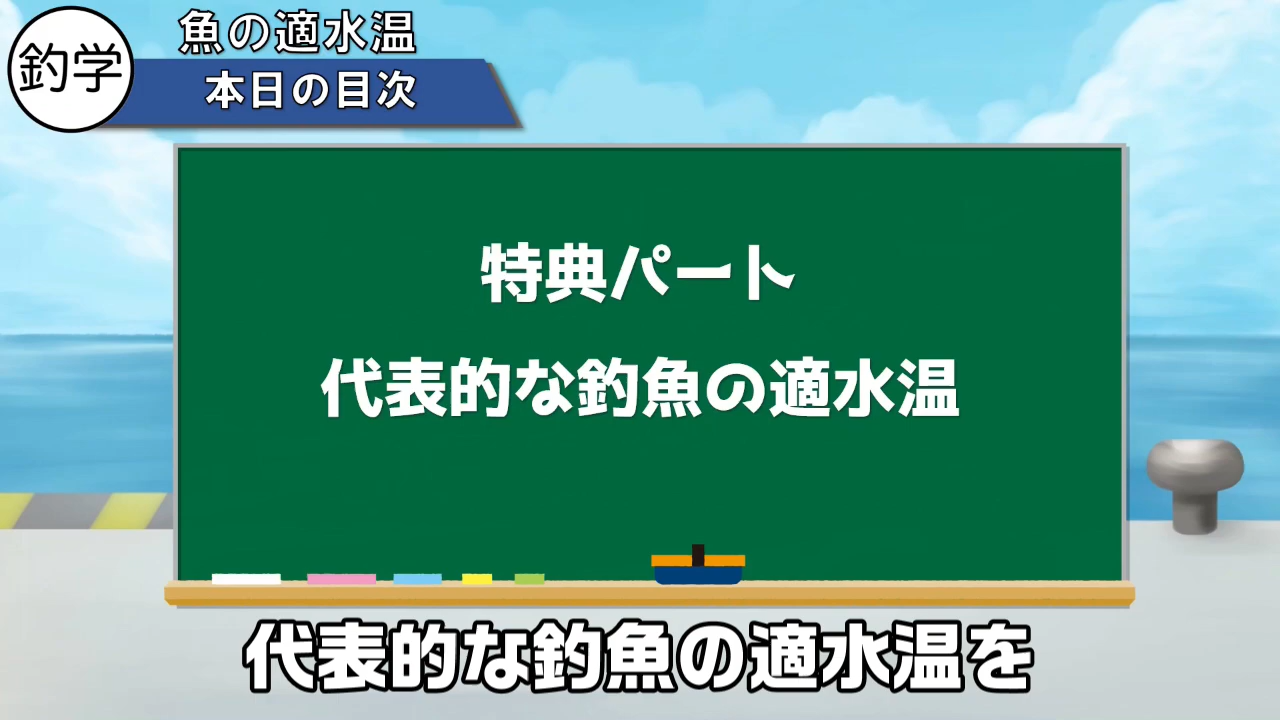 釣学
魚の適水温
本日の目次
特典パート
代表的な釣魚の適水温
代表的な釣魚の適水温を